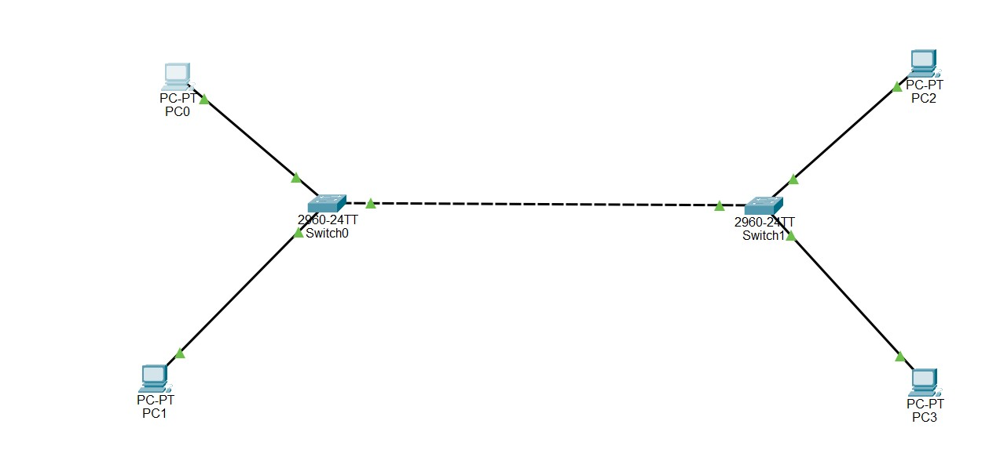 PC-PT
PC0
PC-PT
PC2
2960-24TT
Switch0
2960-24TT
Switch1
PC-PT
PC1
PC-PT
PC3